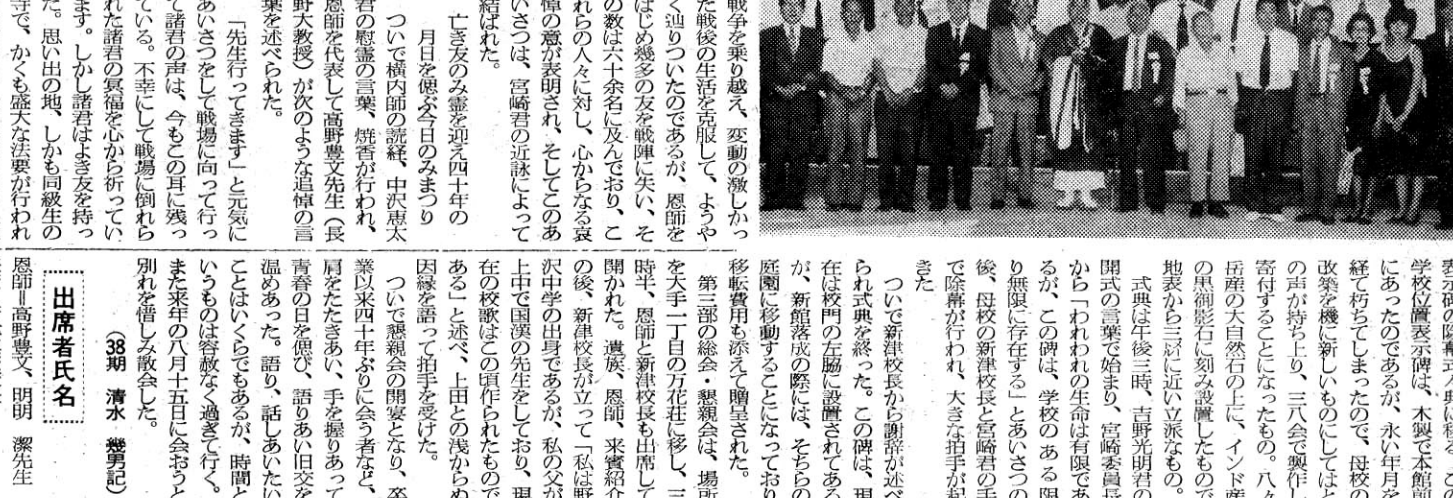 戦争を乗り越え、変動の激しかっ
た戦後の生活を克服して、ようや
く辿りついたのであるが、恩師を
はじめ幾多の友を戦陣に失い、そ
の数は六十余名に及んでおり、こ
れらの人々に対し、心からなる哀
悼の意が表明され、そしてこのあ
いさつは、宮崎君の近詠によって
結ばれた。
亡き友のみ霊を迎え四十年の
月日を偲ぶ今日のみまつり
ついで横内師の読経、中沢恵太
君の慰霊の言葉、焼香が行われ、
恩師を代表して高野豊文先生（長
野大教授）が次のような追悼の言
葉を述べられた。
「先生行ってきます」と元気に
あいさつをして戦場に向って行っ
て諸君の声は、今もこの耳に残っ
ている。不幸にして戦場に倒れら
れた諸君の冥福を心から祈ってい
ます。しかし諸君はよき友を持っ
た。思い出の地、しかも同級生の
寺で、かくも盛大な法要が行われ
学校位置表示碑は、木製で本館前
にあったのであるが、永い年月を
経て朽ちてしまったので、母校
改築を機に新しいものにしては
の声が持ち上り、三八会で製作し
寄付することになったもの。八
岳産の大自然石の上に、インド産
の黒御影石に刻み設置したもので
地表から三㍍に近い立派なもの。
式典は午後三時、吉野光明君の
開式の言葉で始まり、宮崎委員長
から「われわれの生命は有限であ
るが、この碑は、学校のある限
り無限に存在する」とあいさつの
後、母校の新津校長と宮崎君の手
で除幕が行われ、大きな拍手が起
きた
ついで新津校長から謝辞が述べ
られ式典を終った。この碑は、現
在は校門の左脇に設置されてある
が、新館落成の際には、そちらの
庭園に移動することになっており
移転費用も添えて贈呈された。
第三部の総会・懇親会は、場所
を大手一丁目の万花荘に移し、三
時半、恩師と新津校長も出席して
開かれた。遺族、恩師、来賓紹介
の後、新津校長が立って「私は野
沢中学の出身であるが、私の父が
上中で国漢の先生をしており、現
在の校歌はこの頃作られたもので
ある」と述べ、上田との浅からぬ
因縁を語って拍手を受けた。
ついで懇親会の開宴となり、卒
業以来四十年ぶりに会う者など、
肩をたたきあい、手を握りあって
青春の日を偲び、語りあい旧交を
温めあった。語り、話しあいたい
ことはいくらでもあるが、時間と
いうものは容赦なく過ぎて行く。
また来年の八月十五日に会おうと
別れを惜しみ散会した。
（38期　清水　幾男記）
出席者氏名
恩師＝高野豊文、明明　潔先生